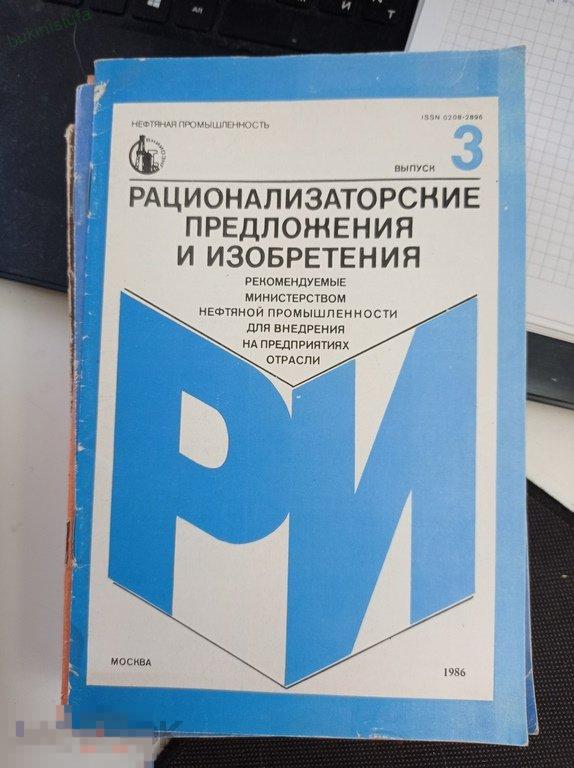 bukinistufa
НЕФТЯНАЯ ПРОМЫШЛЕННОСТЬ
ISSN 0208-2896
ВЫПУСК 3
РАЦИОНАЛИЗАТОРСКИЕ
ПРЕДЛОЖЕНИЯ
И ИЗОБРЕТЕНИЯ
РЕКОМЕНДУЕМЫЕ
МИНИСТЕРСТВОМ
НЕФТЯНОЙ ПРОМЫШЛЕННОСТИ
ДЛЯ ВНЕДРЕНИЯ
НА ПРЕДПРИЯТИЯХ
ОТРАСЛИ
РИ
МОСКВА
1986